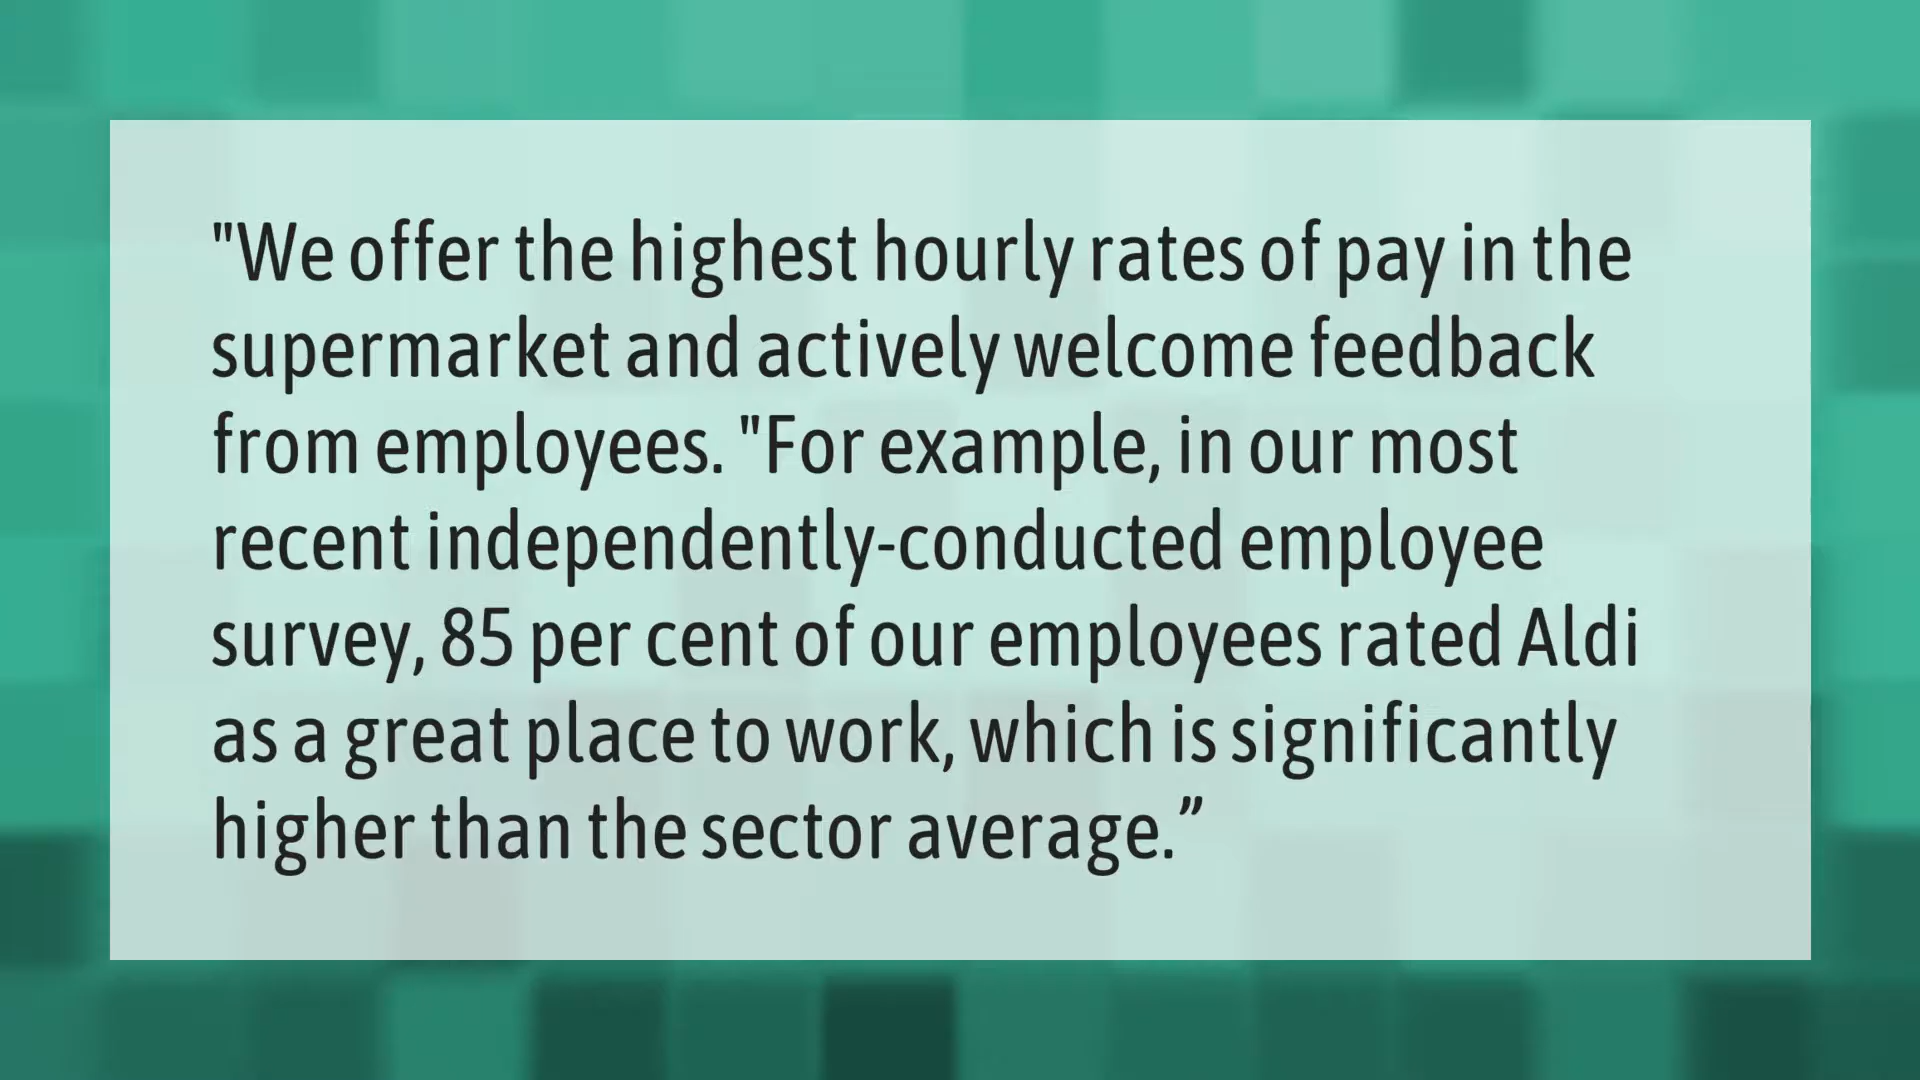 "We offer the highest hourly rates of pay in the
supermarket and actively welcome feedback
from employees. "For example, in our most
recent independently-conducted employee
survey, 85 per cent of our employees rated Aldi
as a great place to work, which is significantly
higher than the sector average.”